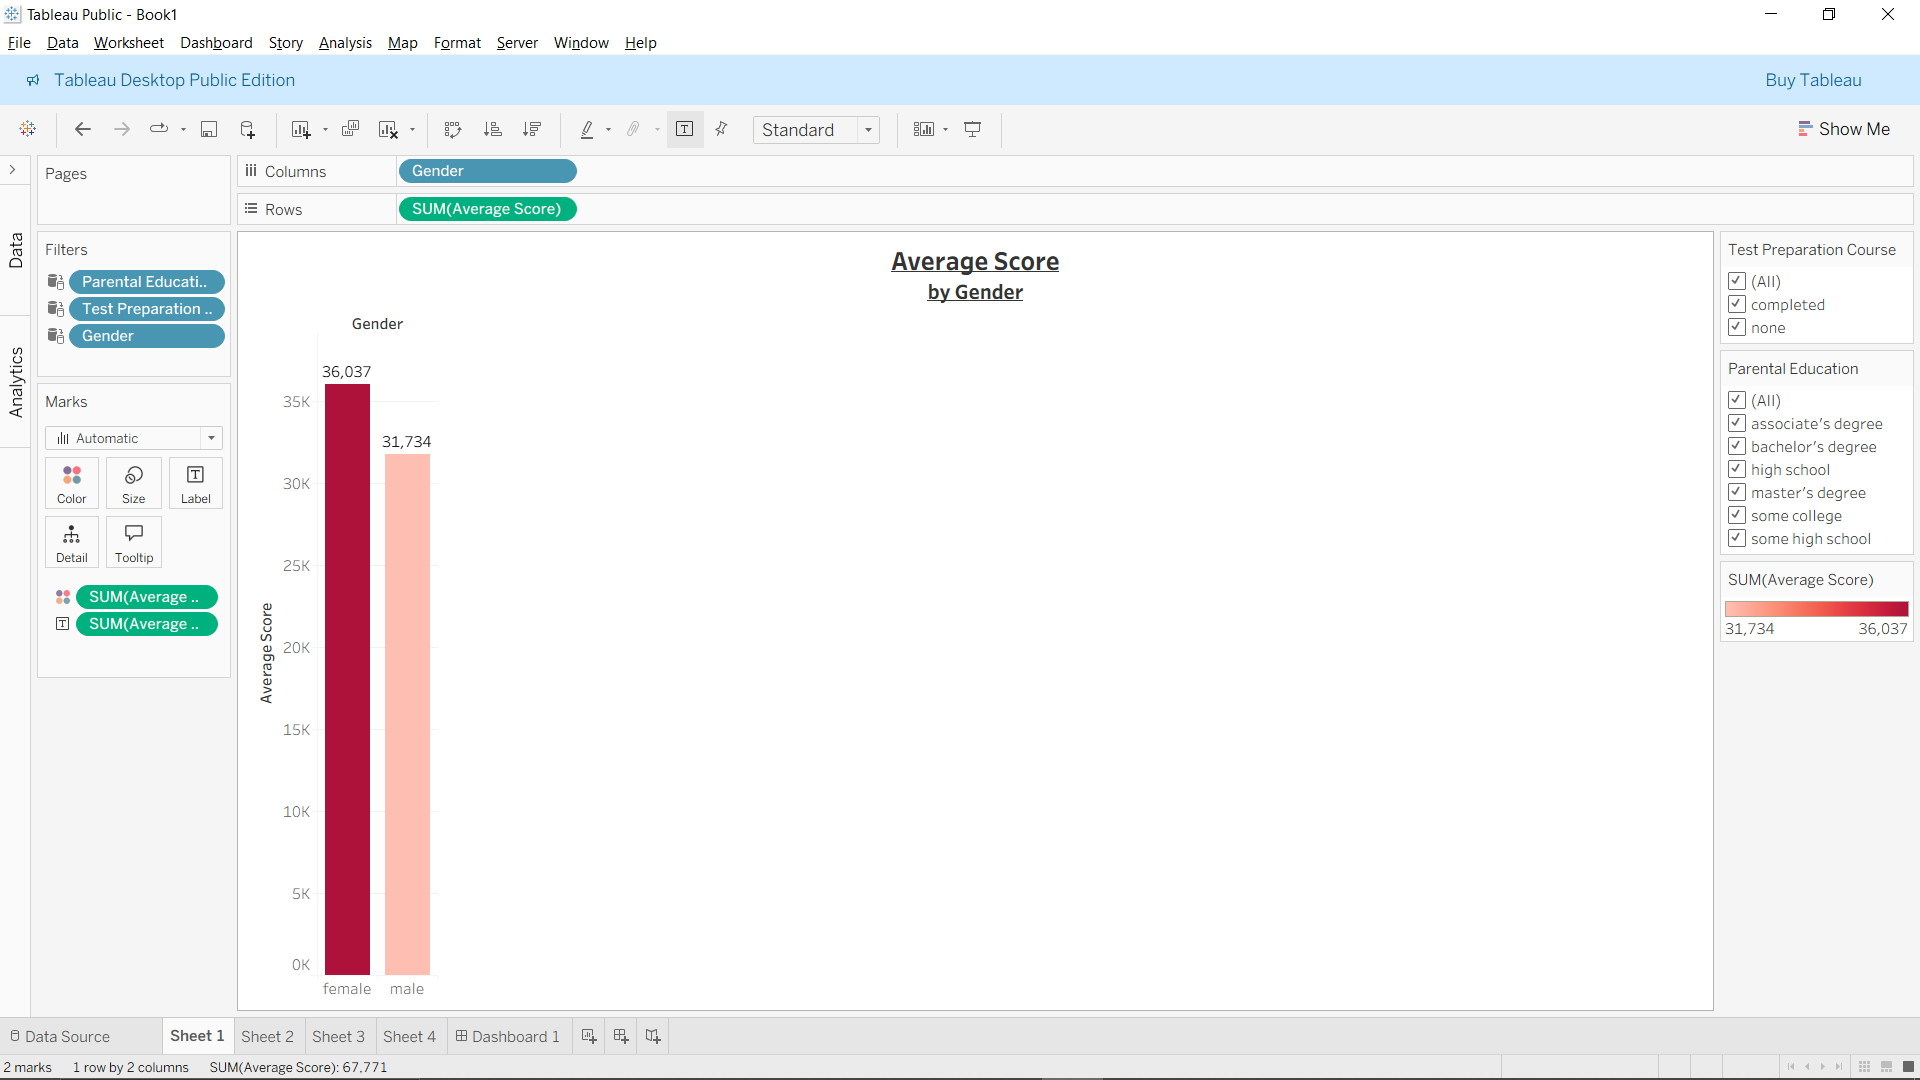 Tableau Public - Book1
File Data Worksheet Dashboard Story Analysis Map Format Server Window Help
Tableau Desktop Public Edition
Buy Tableau
Standard
Show Me
Data
Analytics
Pages
Columns
Gender
Rows
SUM(Average Score)
Filters
Parental Educati..
Test Preparation ..
Gender
Marks
Automatic
Color
Size
Label
Detail
Tooltip
SUM(Average ..
SUM(Average ..
Average Score
by Gender
Gender
36,037
31,734
35K
30K
25K
20K
15K
10K
5K
0K
Average Score
female
male
Test Preparation Course
(All)
completed
none
Parental Education
(All)
associate's degree
bachelor's degree
high school
master's degree
some college
some high school
SUM(Average Score)
31,734
36,037
Data Source
Sheet 1
Sheet 2
Sheet 3
Sheet 4
Dashboard 1
2 marks
1 row by 2 columns
SUM(Average Score): 67,771